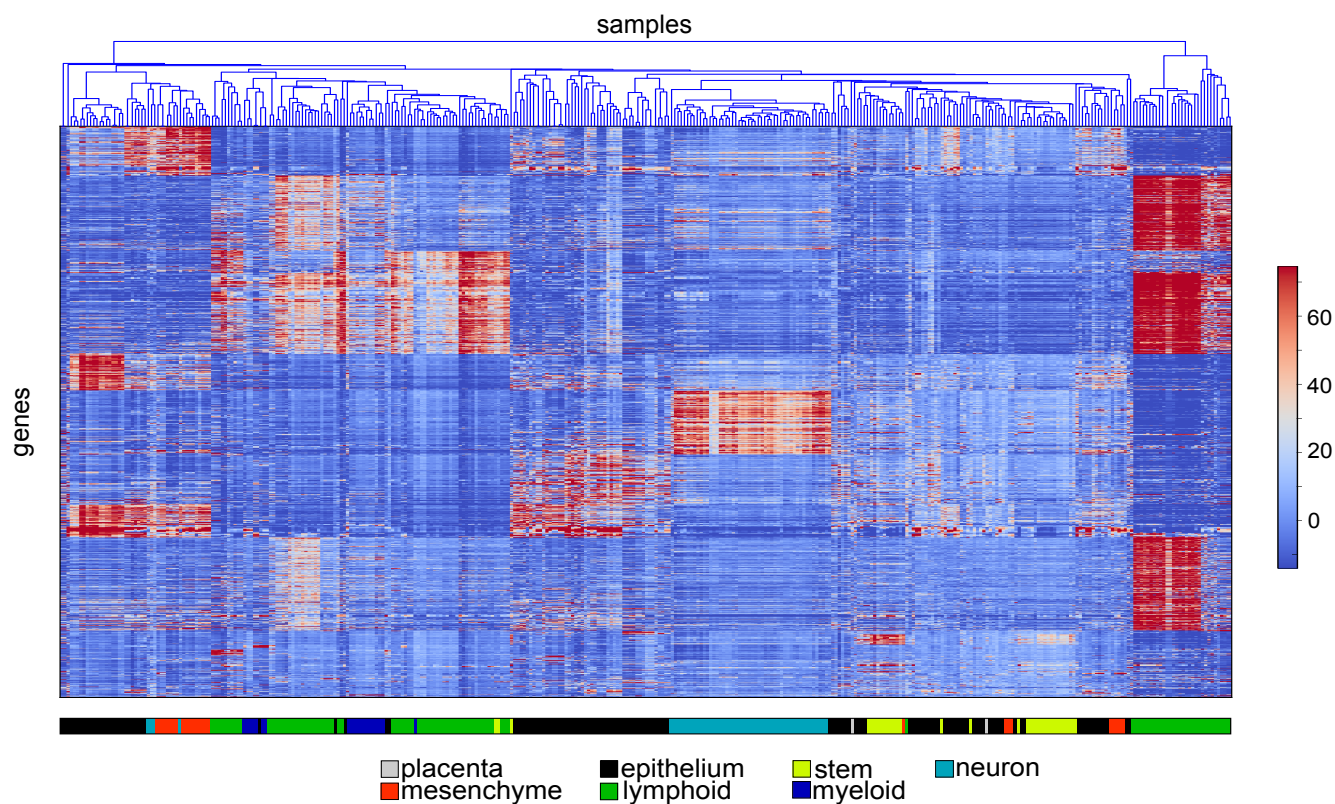 samples
genes
60
40
20
0
placenta epithelium stem neuron
mesenchyme lymphoid myeloid